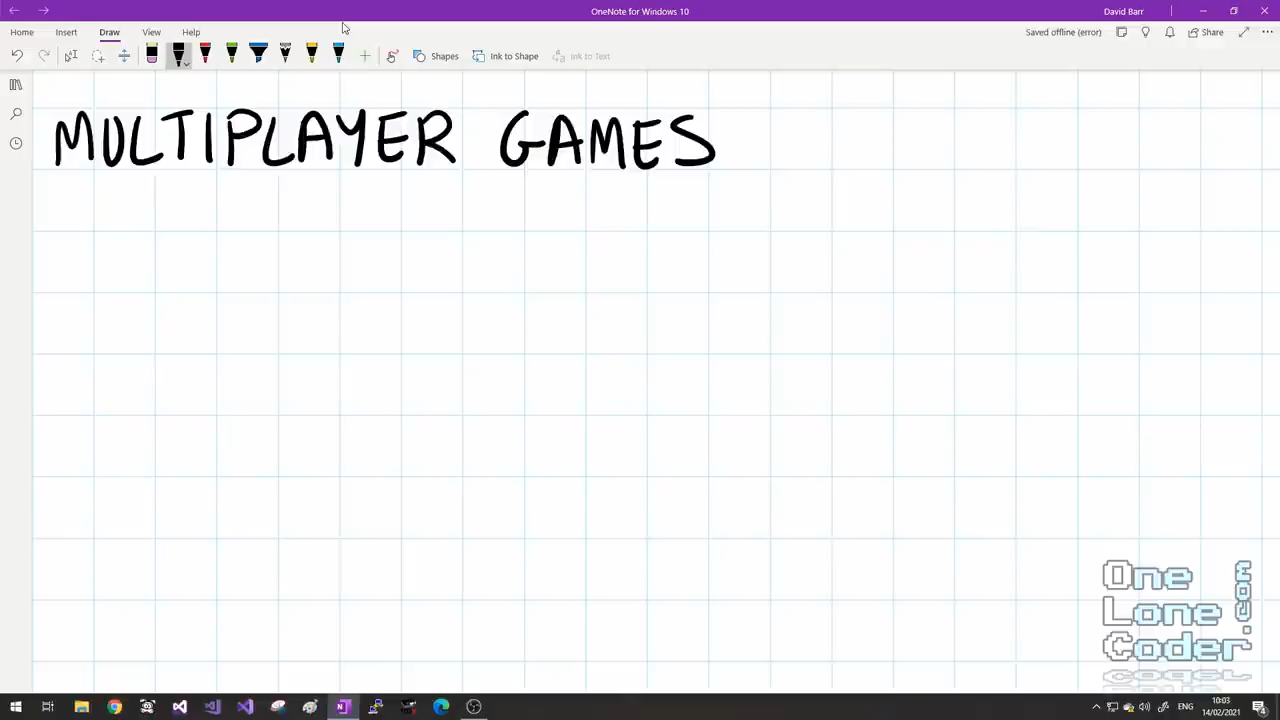 OneNote for Windows 10
David Barr
Home Insert Draw View Help
Saved offline (error)
Share
Shapes
Ink to Shape
Ink to Text
MULTIPLAYER GAMES
One
Lone
Coder
.com
ENG
10:03
14/02/2021